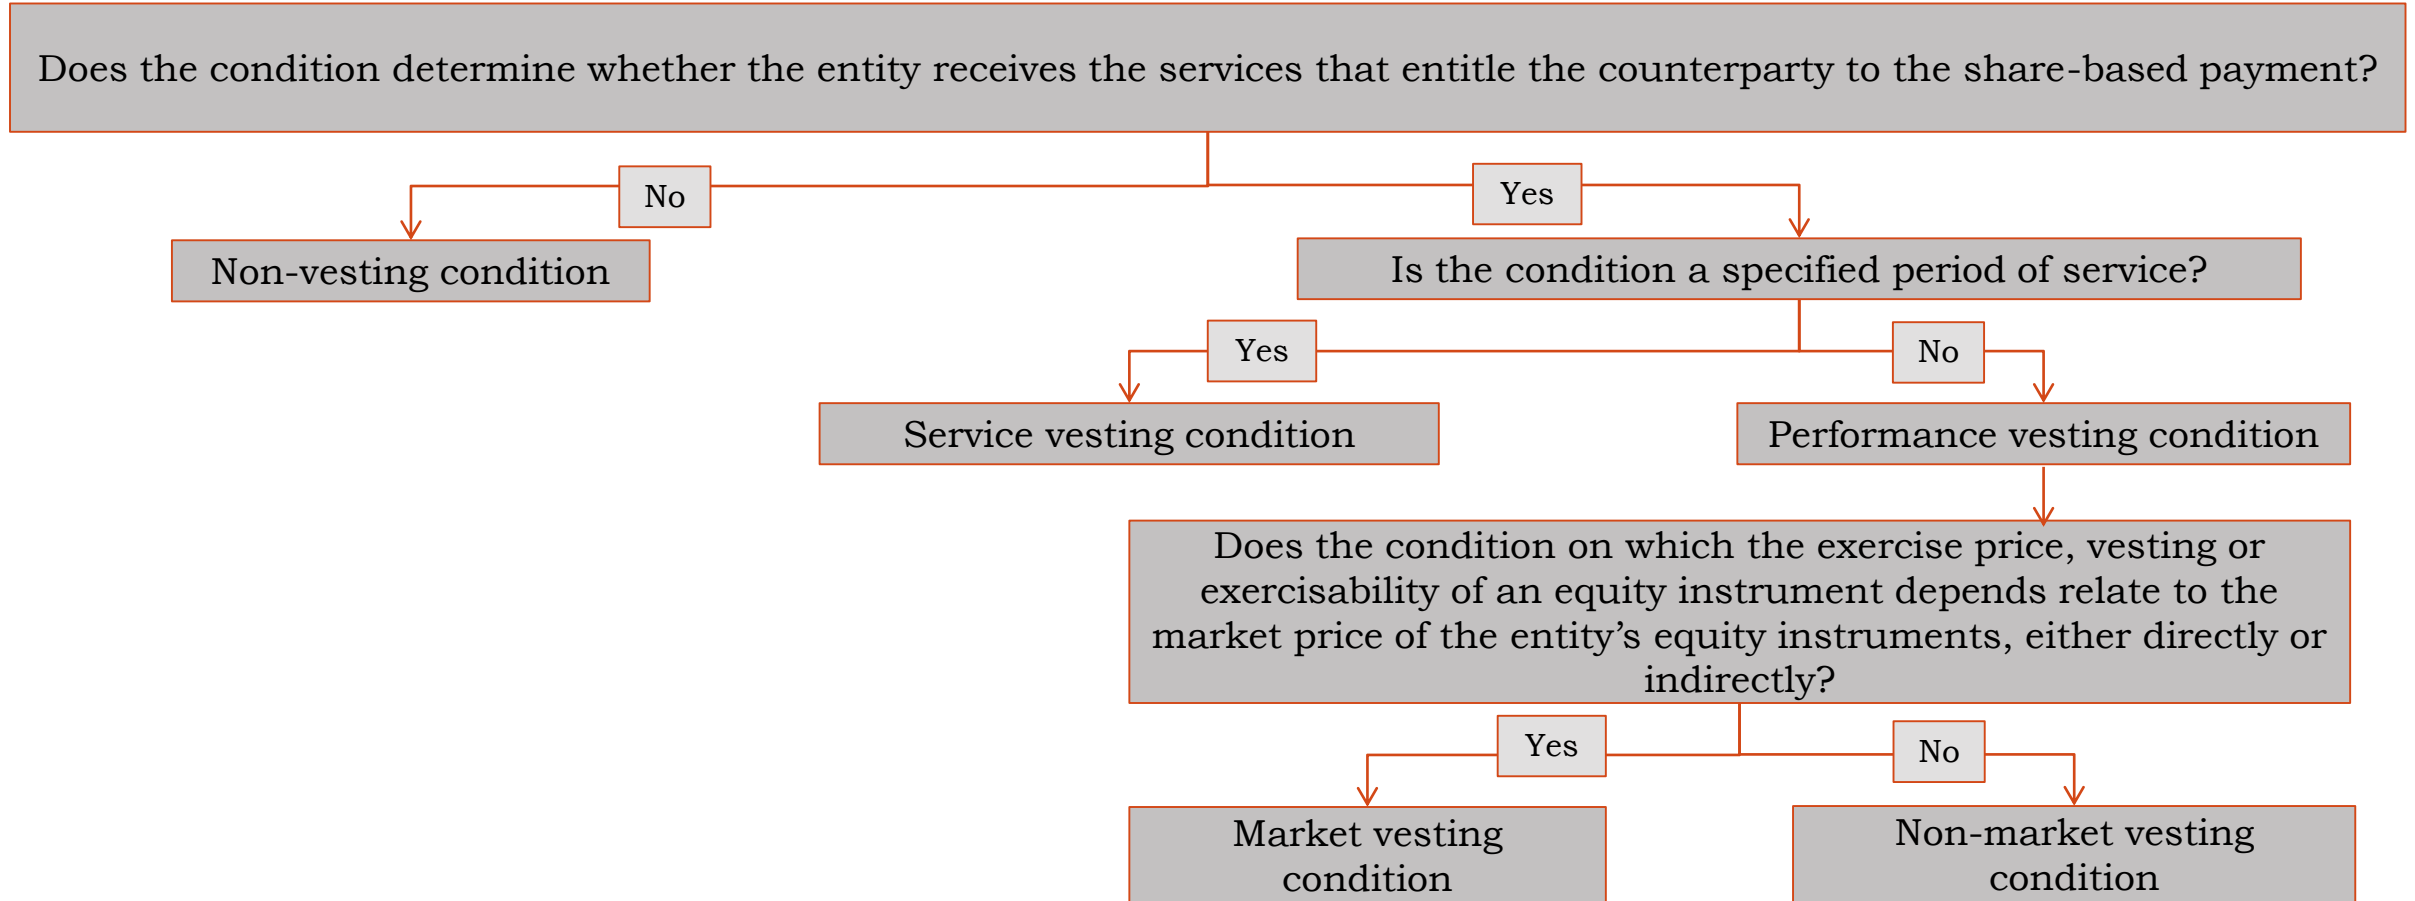 Does the condition determine whether the entity receives the services that entitle the counterparty to the share-based payment?
No
Yes
Non-vesting condition
Is the condition a specified period of service?
Yes
No
Service vesting condition
Performance vesting condition
Does the condition on which the exercise price, vesting or
exercisability of an equity instrument depends relate to the
market price of the entity’s equity instruments, either directly or
indirectly?
Yes
No
Market vesting
condition
Non-market vesting
condition